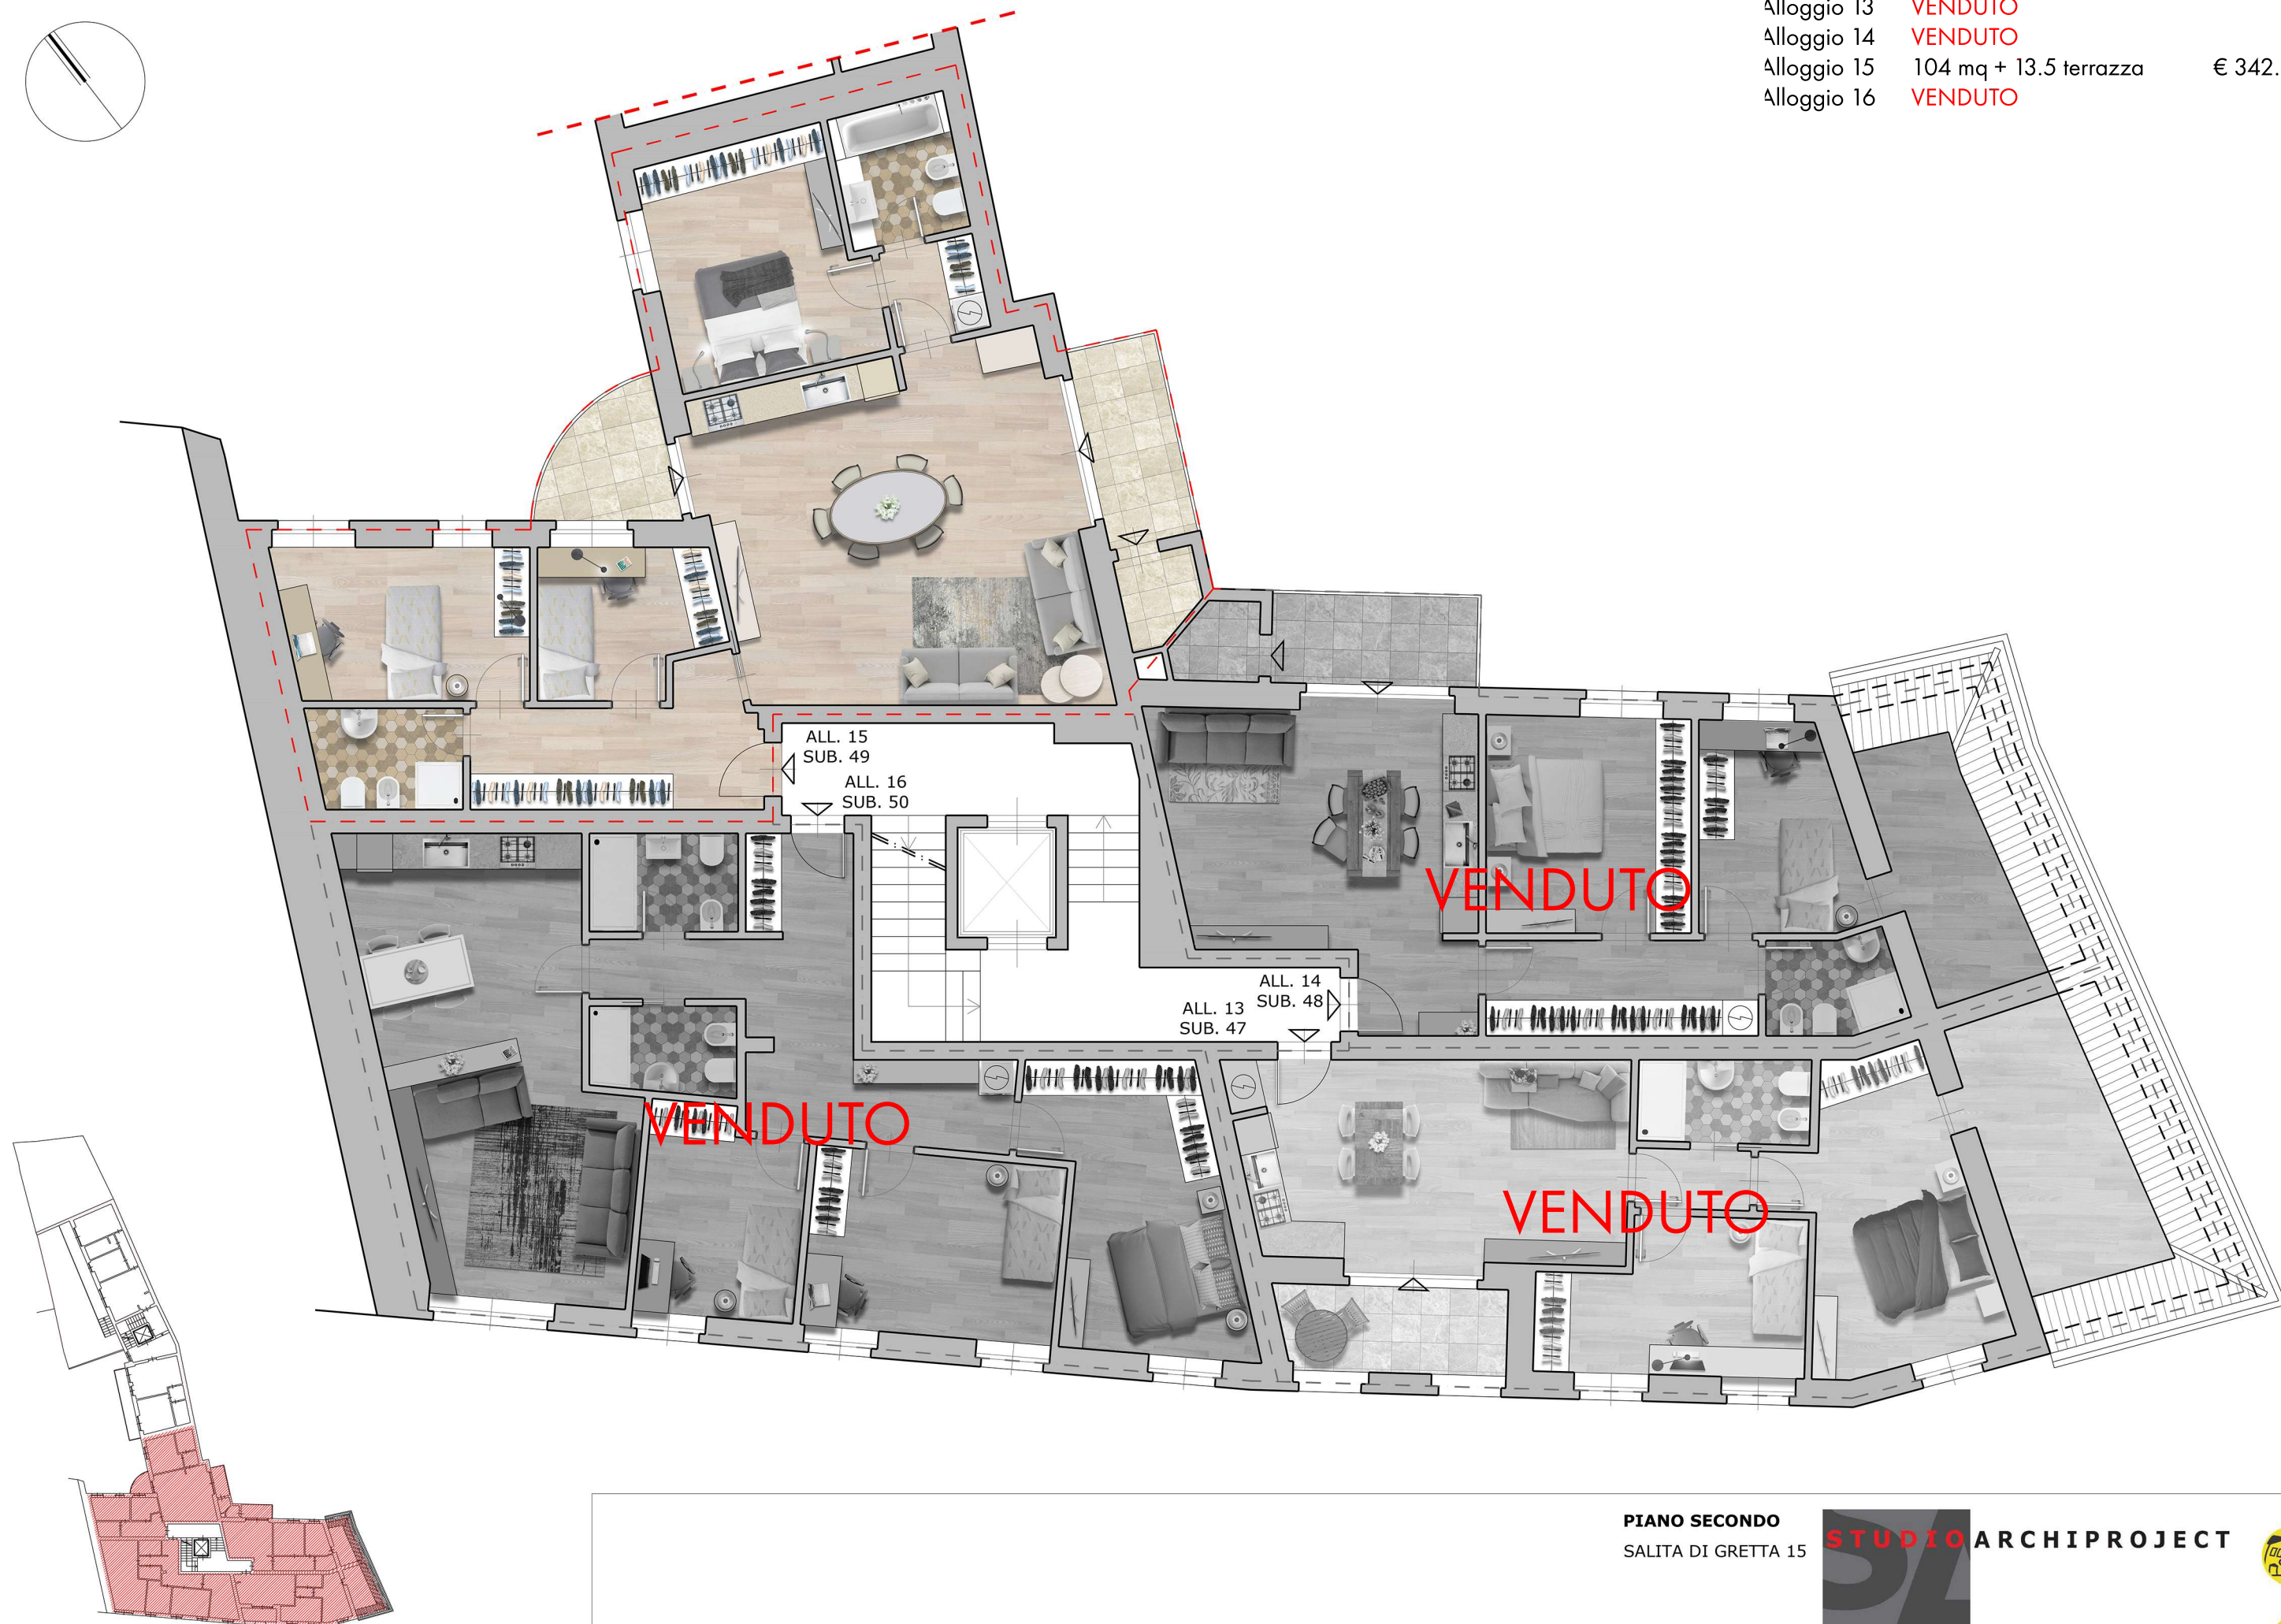 Alloggio 13 VENDUTO
Alloggio 14 VENDUTO
Alloggio 15 104 mq + 13.5 terrazza € 342.
Alloggio 16 VENDUTO
ALL. 15
SUB. 49
ALL. 16
SUB. 50
VENDUTO
ALL. 14
SUB. 48
ALL. 13
SUB. 47
VENDUTO
VENDUTO
PIANO SECONDO
SALITA DI GRETTA 15
STUDIOARCHIPROJECT